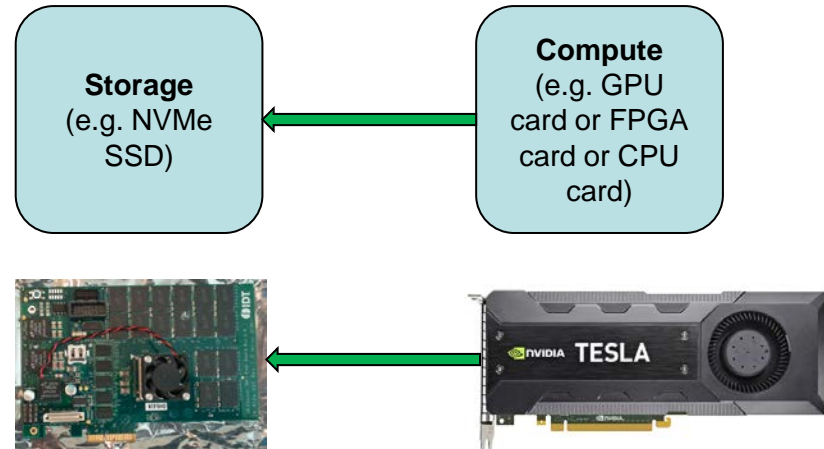 Storage
(e.g. NVMe
SSD)
Compute
(e.g. GPU
card or FPGA
card or CPU
card)
IDT
NVIDIA TESLA